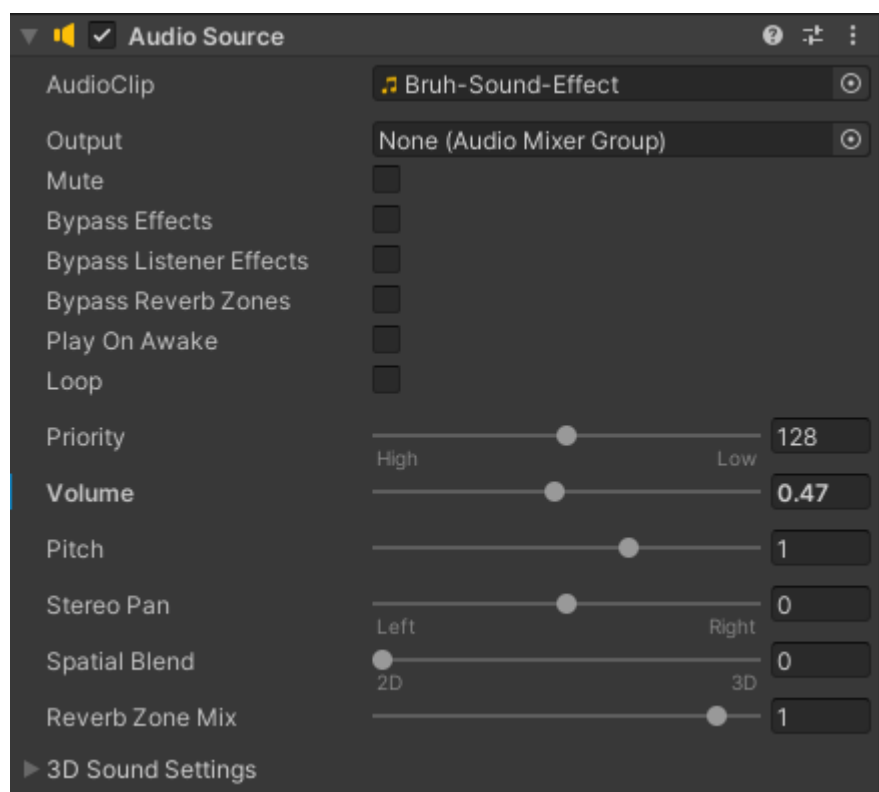 Audio Source
AudioClip Bruh-Sound-Effect
Output None (Audio Mixer Group)
Mute
Bypass Effects
Bypass Listener Effects
Bypass Reverb Zones
Play On Awake
Loop
Priority 128
High Low
Volume 0.47
Pitch 1
Stereo Pan 0
Left Right
Spatial Blend 0
2D 3D
Reverb Zone Mix 1
3D Sound Settings